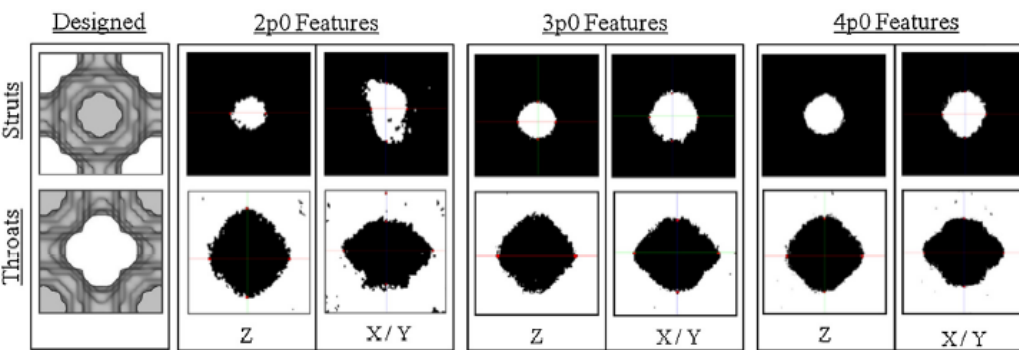 Designed 2p0 Features 3p0 Features 4p0 Features
Struts
Throats
Z X / Y Z X / Y Z X / Y